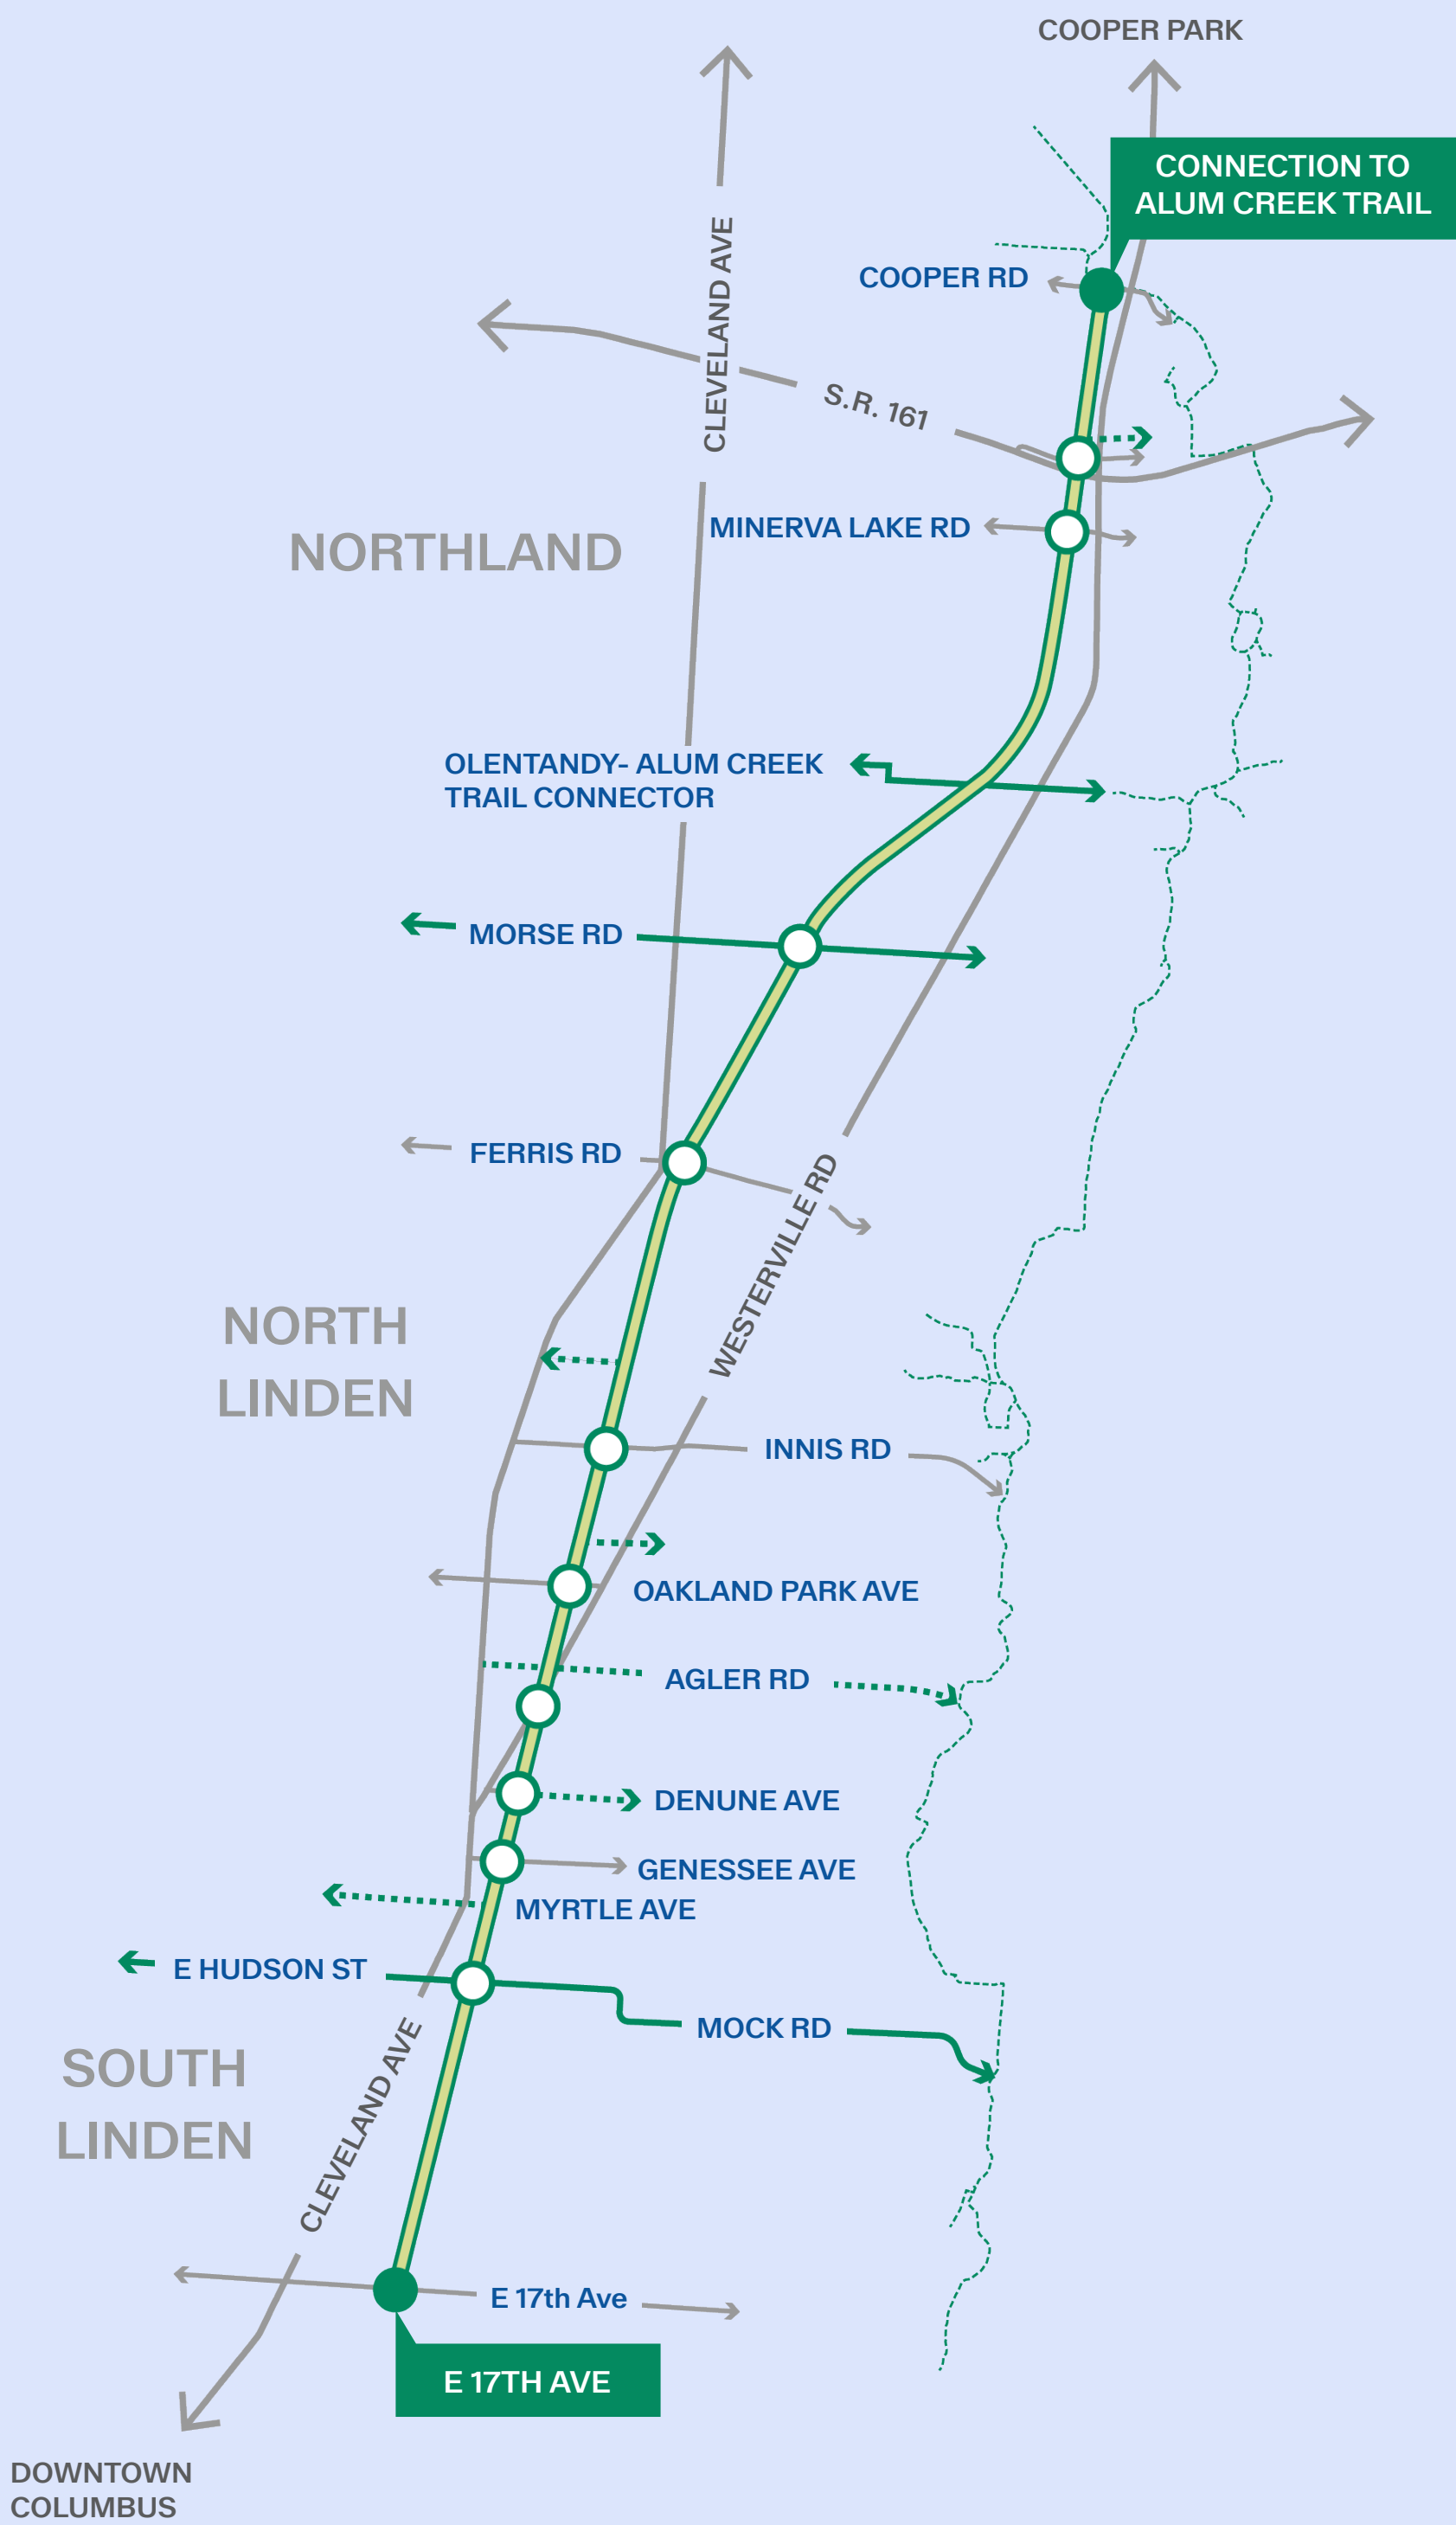 COOPER PARK
CONNECTION TO
ALUM CREEK TRAIL
COOPER RD
CLEVELAND AVE
S.R. 161
MINERVA LAKE RD
NORTHLAND
OLENTANDY- ALUM CREEK
TRAIL CONNECTOR
MORSE RD
FERRIS RD
WESTERVILLE RD
NORTH
LINDEN
INNIS RD
OAKLAND PARK AVE
AGLER RD
DENUNE AVE
GENESSEE AVE
MYRTLE AVE
E HUDSON ST
MOCK RD
SOUTH
LINDEN
CLEVELAND AVE
E 17th Ave
E 17TH AVE
DOWNTOWN
COLUMBUS